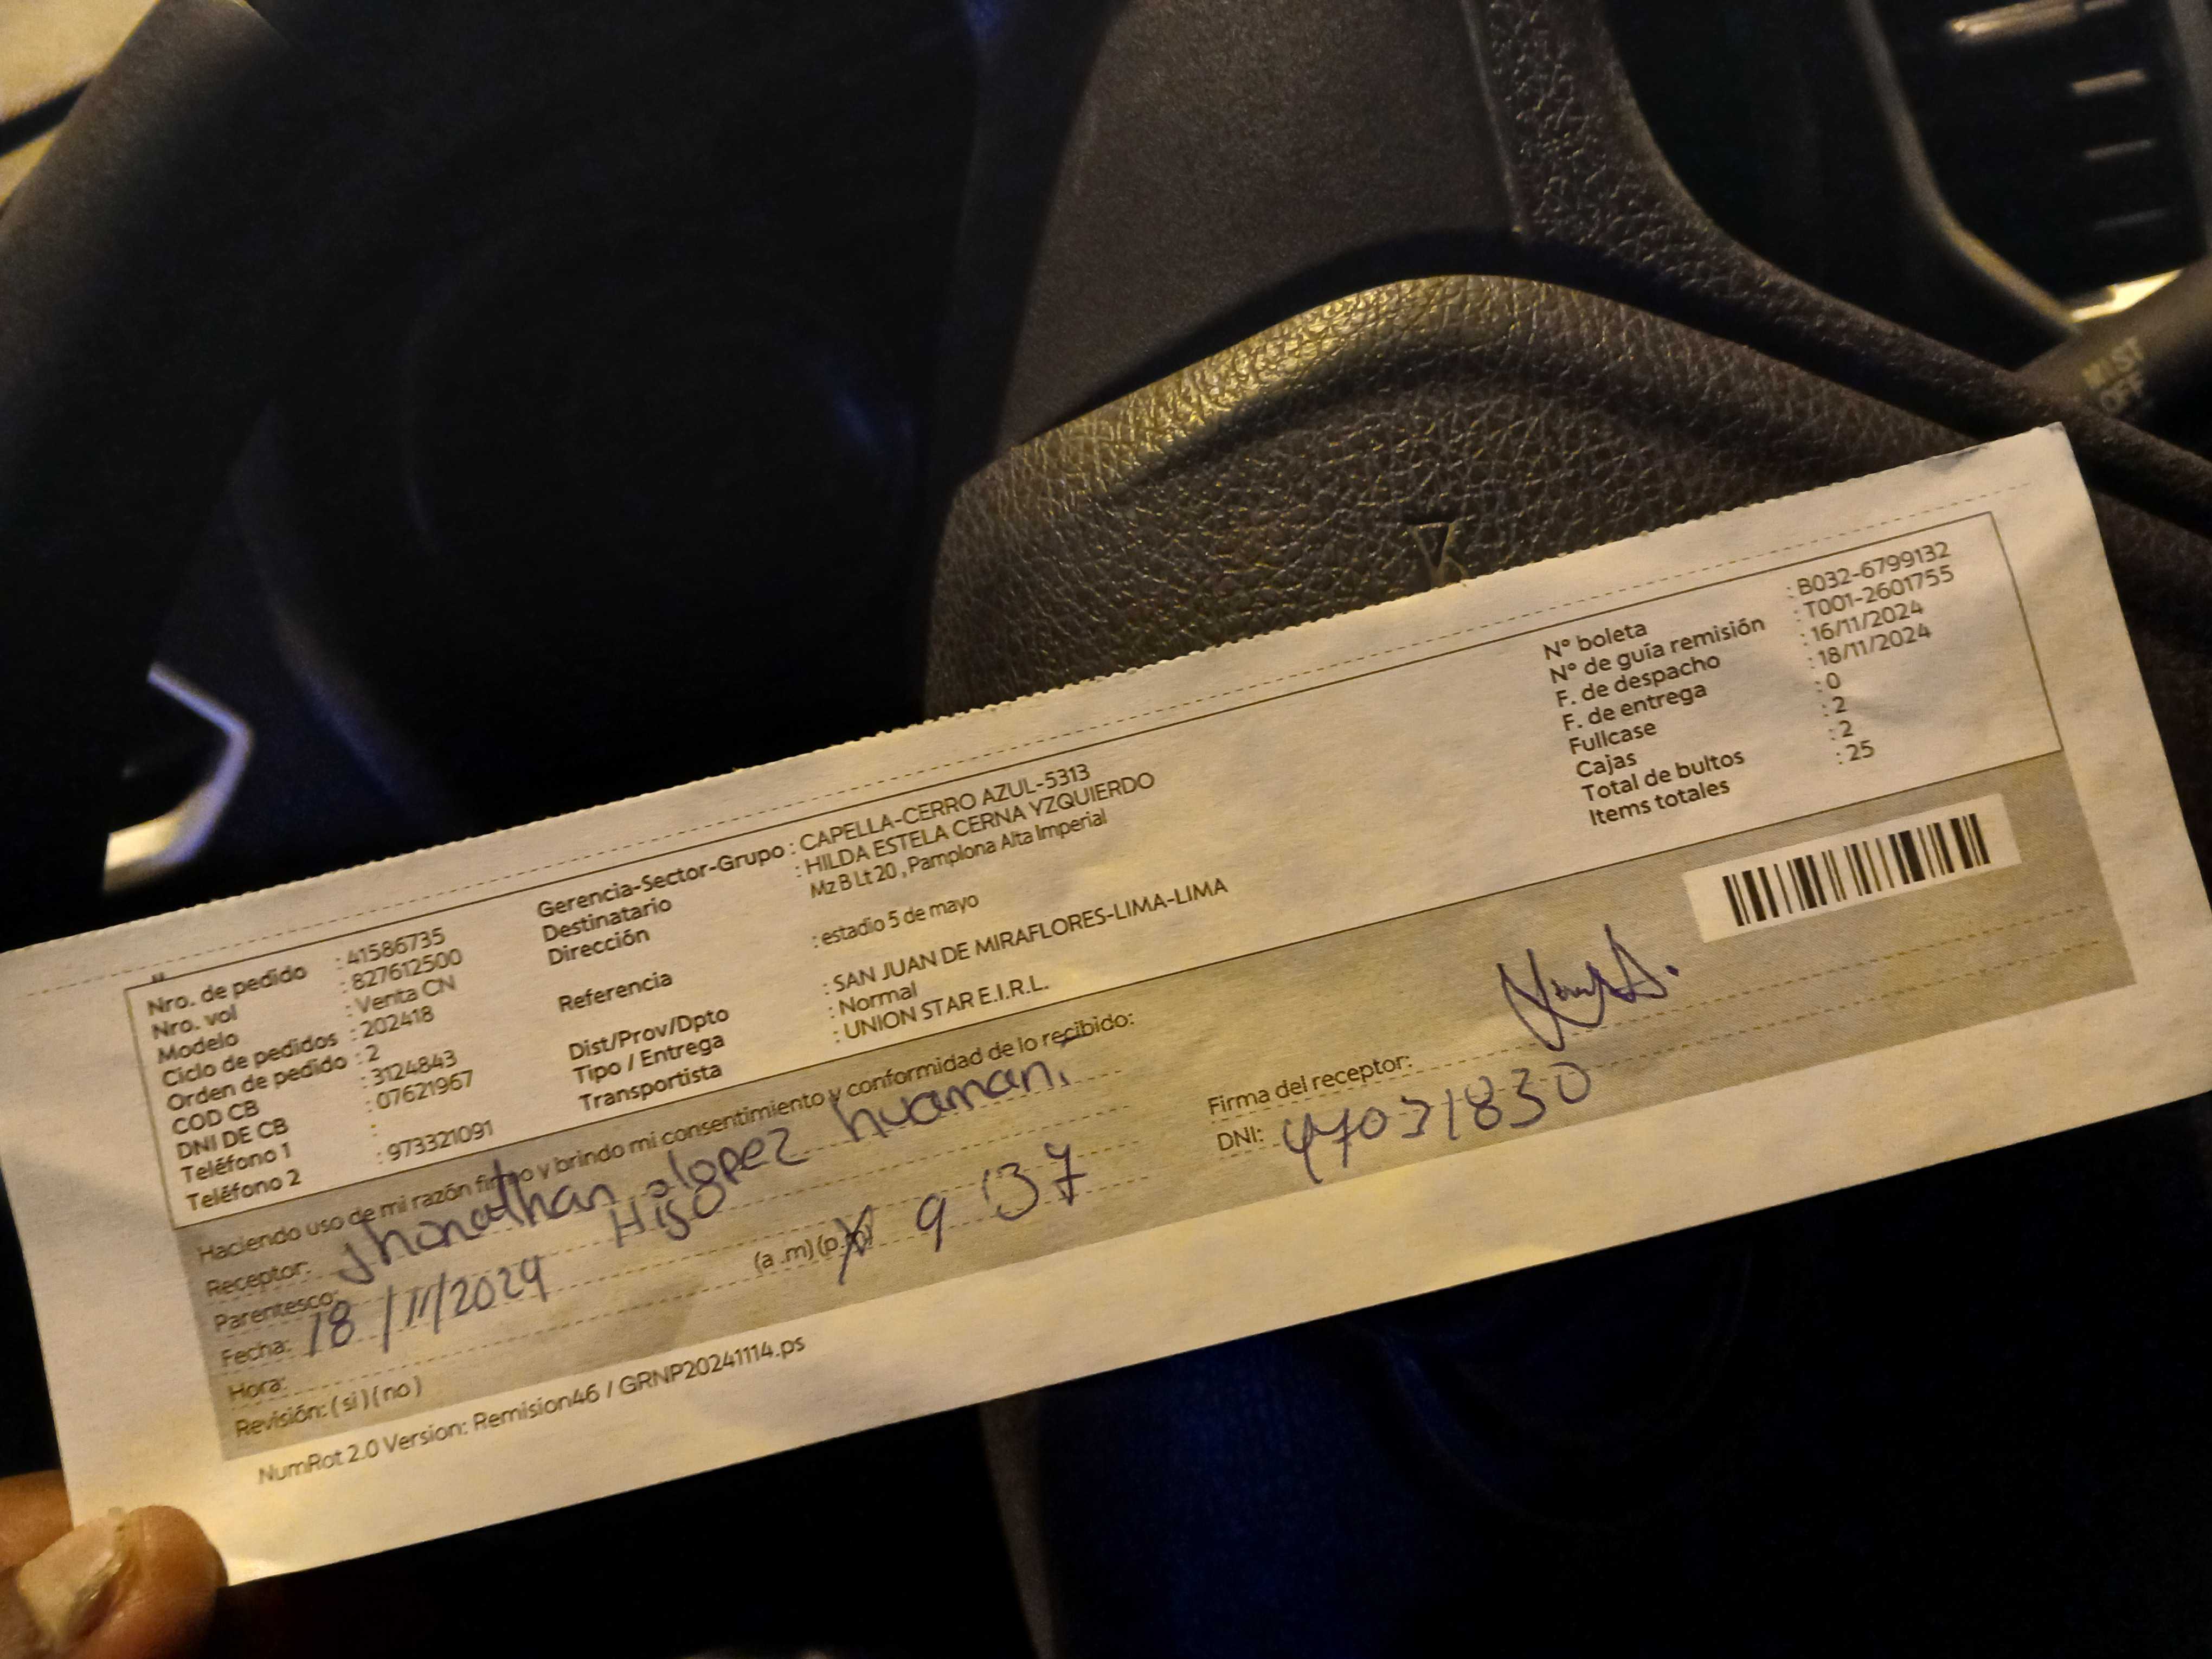 Nro. de pedido : 41586735
Nro. vol : 827612500
Modelo : Venta CN
Ciclo de pedidos : 202418
Orden de pedido : 2
COD CB : 3124843
DNI DE CB : 07621967
Teléfono 1 :
Teléfono 2 : 973321091
Gerencia-Sector-Grupo : CAPELLA-CERRO AZUL-5313
Destinatario : HILDA ESTELA CERNA YZQUIERDO
Dirección Mz B Lt 20 , Pamplona Alta Imperial
Referencia : estadio 5 de mayo
Dist/Prov/Dpto : SAN JUAN DE MIRAFLORES-LIMA-LIMA
Tipo / Entrega : Normal
Transportista : UNION STAR E.I.R.L.
N° boleta : B032-6799132
N° de guía remisión : T001-2601755
F. de despacho : 16/11/2024
F. de entrega : 18/11/2024
Fullcase : 0
Cajas : 2
Total de bultos : 2
Items totales : 25
Haciendo uso de mi razón firmo y brindo mi consentimiento y conformidad de lo recibido:
Receptor: Jhonathan lopez huamani
Parentesco: Hijo
Fecha: 18/11/2024
Hora: (a .m) (p.m) 9 37
Revisión: ( si ) ( no )
Firma del receptor:
DNI: 47031830
NumRot 2.0 Version: Remision46 / GRNP20241114.ps
MIST
OFF